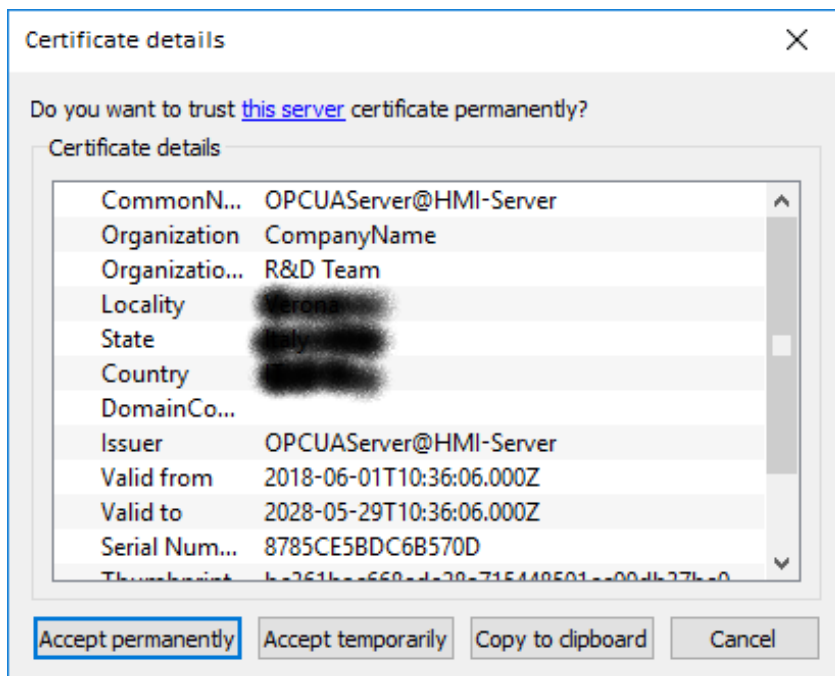 Certificate details
Do you want to trust this server certificate permanently?
Certificate details
CommonN... OPCUAServer@HMI-Server
Organization CompanyName
Organizatio... R&D Team
Locality
State
Country
DomainCo...
Issuer OPCUAServer@HMI-Server
Valid from 2018-06-01T10:36:06.000Z
Valid to 2028-05-29T10:36:06.000Z
Serial Num... 8785CE5BDC6B570D
Thumbprint
Accept permanently Accept temporarily Copy to clipboard Cancel